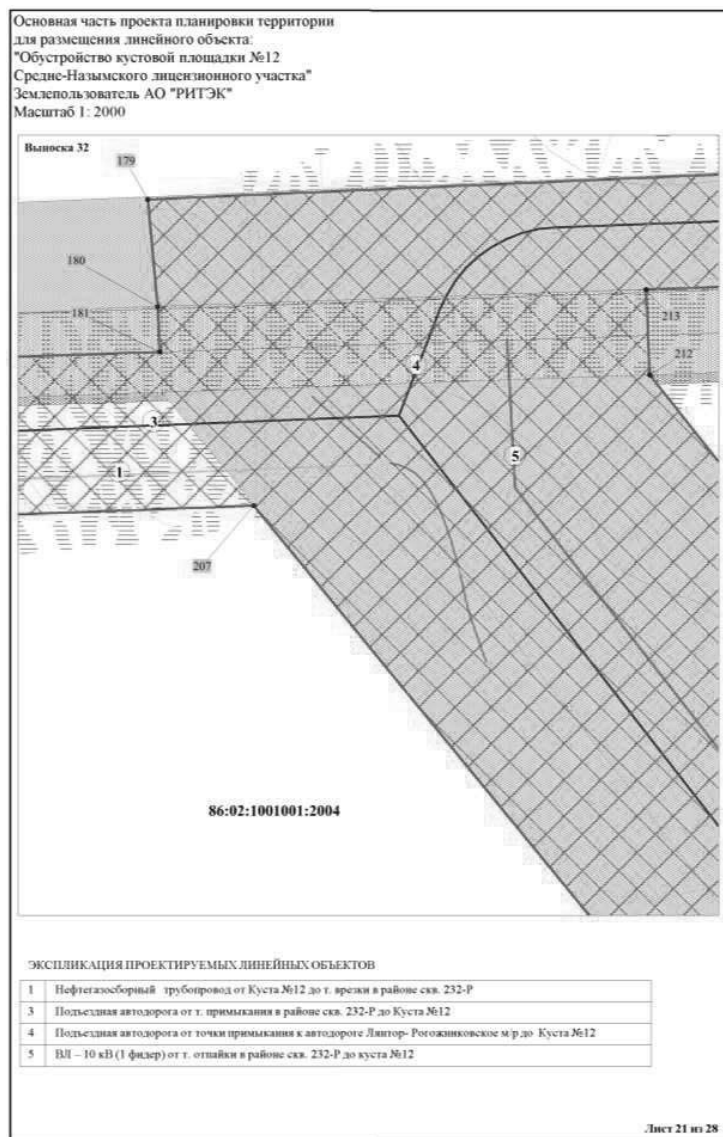 Основная часть проекта планировки территории
для размещения линейного объекта:
"Обустройство кустовой площадки №12
Средне-Назымского лицензионного участка"
Землепользователь АО "РИТЭК"
Масштаб 1: 2000
Выноска 32
179
180
181
213
212
4
3
5
1
207
86:02:1001001:2004
ЭКСПЛИКАЦИЯ ПРОЕКТИРУЕМЫХ ЛИНЕЙНЫХ ОБЪЕКТОВ
1 Нефтегазосборный трубопровод от Куста №12 до т. врезки в районе скв. 232-Р
3 Подъездная автодорога от т. примыкания в районе скв. 232-Р до Куста №12
4 Подъездная автодорога от точки примыкания к автодороге Лянтор- Рогожниковское м/р до Куста №12
5 ВЛ – 10 кВ (1 фидер) от т. отпайки в районе скв. 232-Р до куста №12
Лист 21 из 28